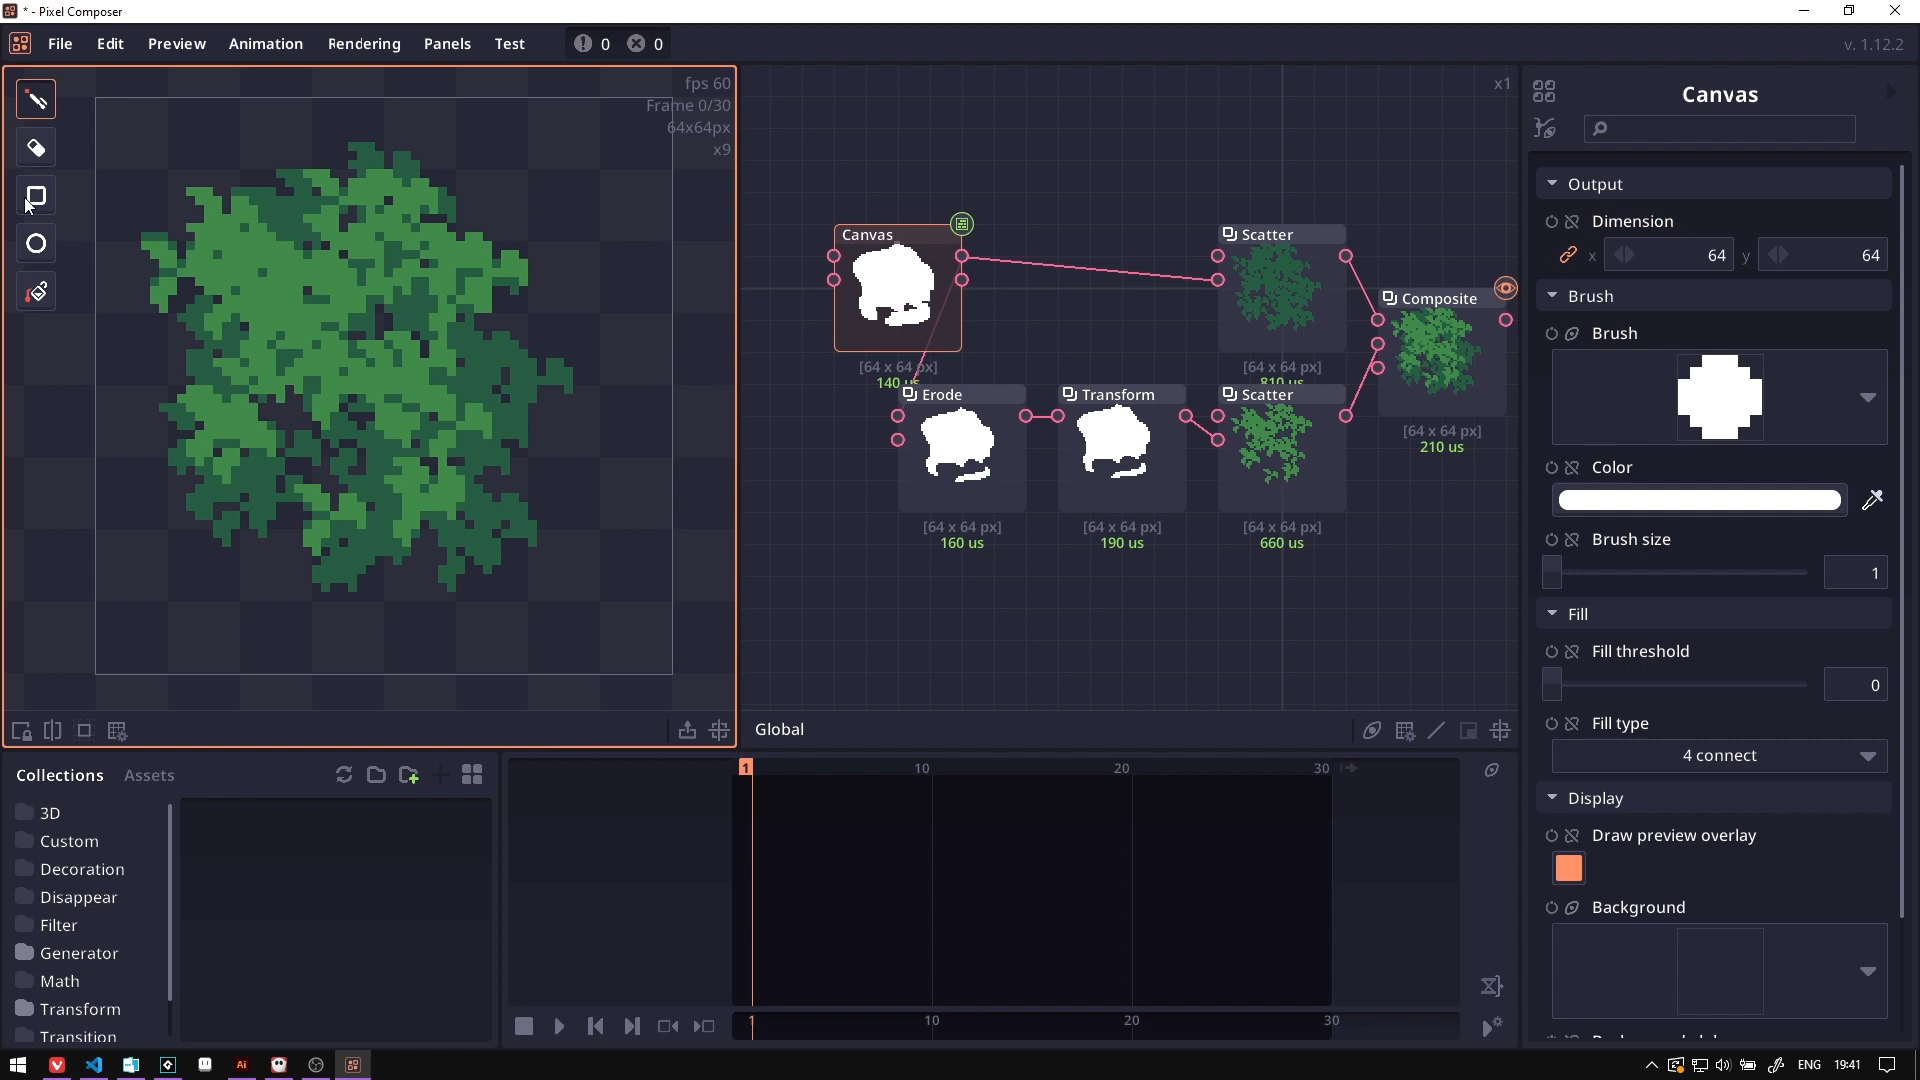 * - Pixel Composer
File Edit Preview Animation Rendering Panels Test 0 0
v. 1.12.2
fps 60
Frame 0/30
64x64px
x9
x1
Canvas
[64 x 64 px]
140 us
Scatter
[64 x 64 px]
810 us
Composite
[64 x 64 px]
210 us
Erode
[64 x 64 px]
160 us
Transform
[64 x 64 px]
190 us
Scatter
[64 x 64 px]
660 us
Global
Canvas
Output
Dimension
x 64 y 64
Brush
Brush
Color
Brush size
1
Fill
Fill threshold
0
Fill type
4 connect
Display
Draw preview overlay
Background
Collections Assets
3D
Custom
Decoration
Disappear
Filter
Generator
Math
Transform
Transition
1 10 20 30
1 10 20 30
Ai
ENG 19:41